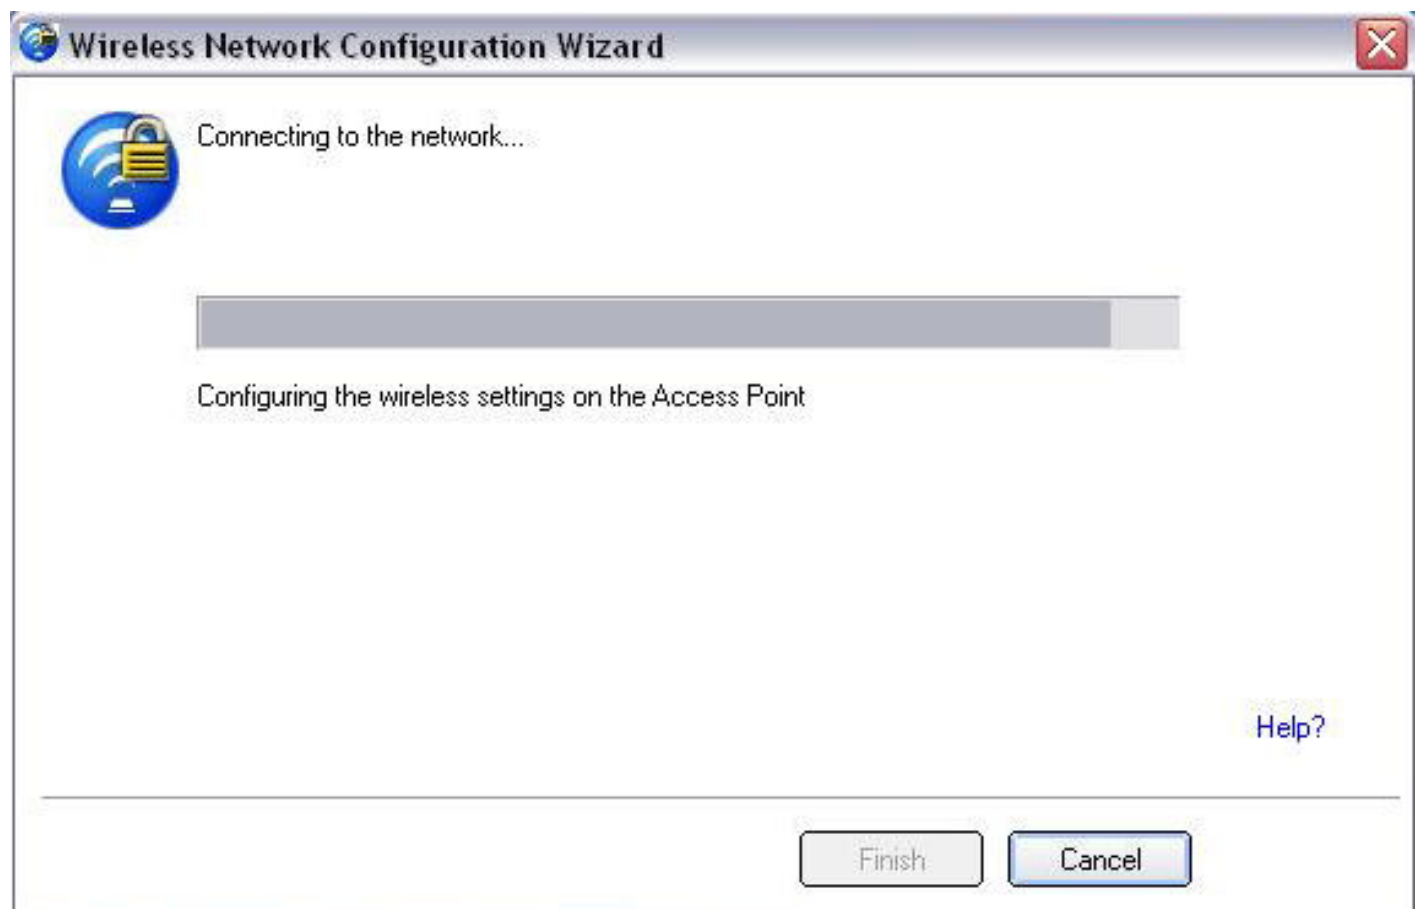 Wireless Network Configuration Wizard
Connecting to the network...
Configuring the wireless settings on the Access Point
Help?
Finish
Cancel